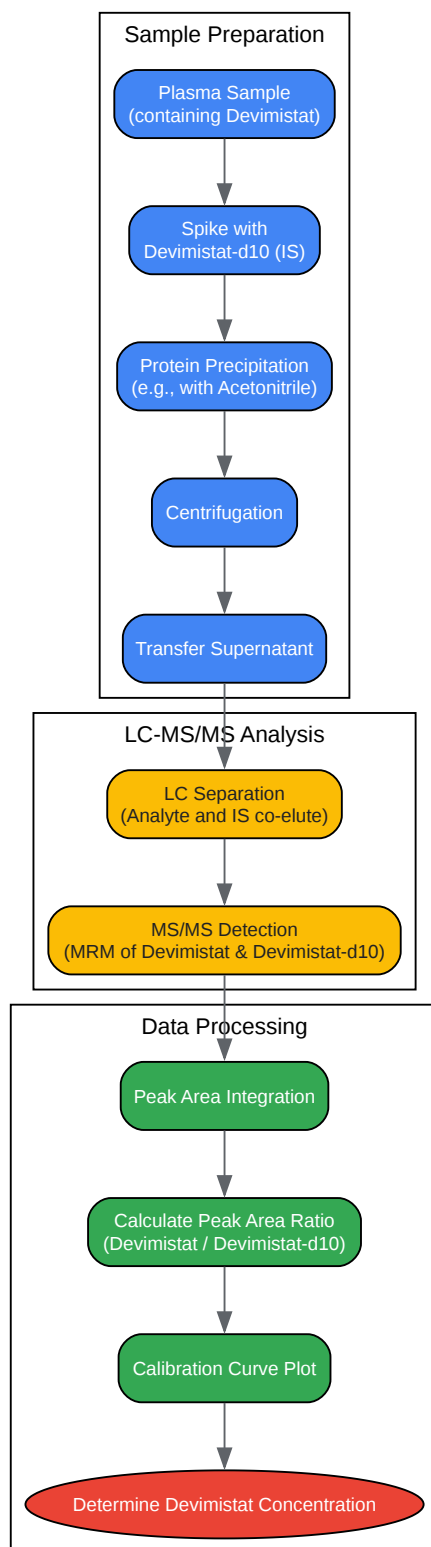 Sample Preparation
Plasma Sample
(containing Devimistat)
Spike with
Devimistat-d10 (IS)
Protein Precipitation
(e.g., with Acetonitrile)
Centrifugation
Transfer Supernatant
LC-MS/MS Analysis
LC Separation
(Analyte and IS co-elute)
MS/MS Detection
(MRM of Devimistat & Devimistat-d10)
Data Processing
Peak Area Integration
Calculate Peak Area Ratio
(Devimistat / Devimistat-d10)
Calibration Curve Plot
Determine Devimistat Concentration